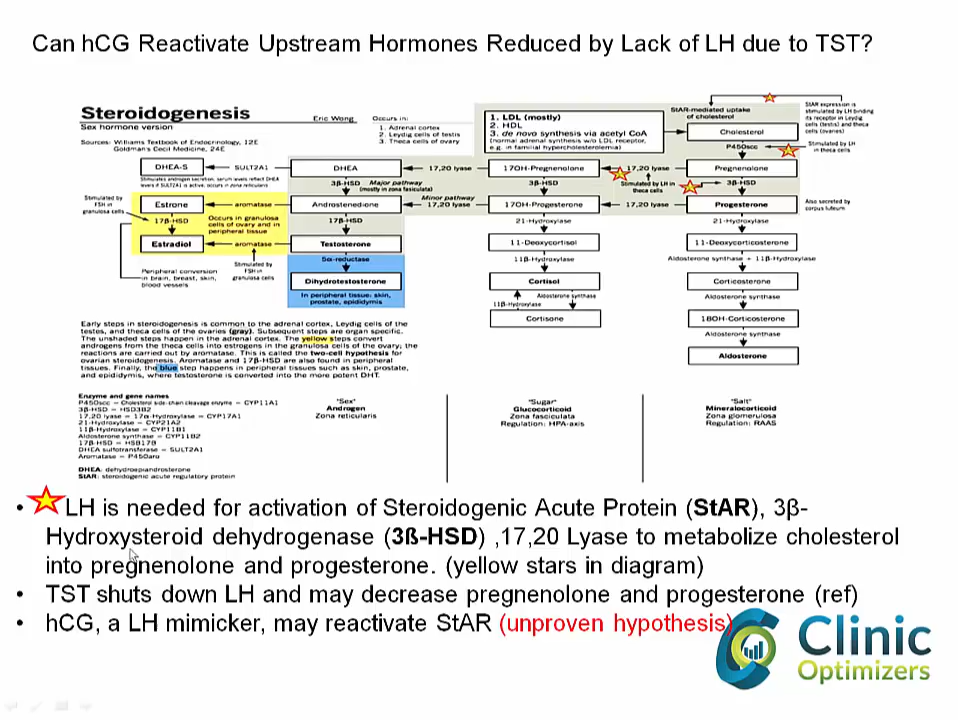 Can hCG Reactivate Upstream Hormones Reduced by Lack of LH due to TST?
Steroidogenesis
Sex hormone version
Sources: Williams Textbook of Endocrinology, 12E
Goldman's Cecil Medicine, 24E
Eric Wong
Occurs in:
1. Adrenal cortex
2. Leydig cells of testis
3. Theca cells of ovary
1. LDL (mostly)
2. HDL
3. de novo synthesis via acetyl CoA
(normal adrenal synthesis w/o LDL receptor,
e.g. in familial hypercholesterolemia)
StAR-mediated uptake
of cholesterol
StAR expression is
stimulated by LH binding
its receptor in Leydig
cells (testis) and theca
cells (ovaries)
Cholesterol
P450scc
Stimulated by LH
in theca cells
DHEA-S
SULT2A1
DHEA
17,20 lyase
17OH-Pregnenolone
17,20 lyase
Pregnenolone
3β-HSD
Major pathway
(mostly in zona fasciculata)
3β-HSD
Stimulated by LH in
theca cells
3β-HSD
Stimulated by
FSH in
granulosa cells
Estrone
aromatase
Androstenedione
Minor pathway
17,20 lyase
17OH-Progesterone
17,20 lyase
Progesterone
Also secreted by
corpus luteum
17β-HSD
Occurs in granulosa
cells of ovary and in
peripheral tissue
17β-HSD
21-Hydroxylase
21-Hydroxylase
Estradiol
aromatase
Testosterone
11-Deoxycortisol
11-Deoxycorticosterone
Stimulated by
FSH in
granulosa cells
5α-reductase
11β-Hydroxylase
Aldosterone synthase + 11β-Hydroxylase
Peripheral conversion
in brain, breast, skin,
blood vessels
Dihydrotestosterone
Cortisol
Corticosterone
In peripheral tissue: skin,
prostate, epididymis
11β-Hydroxylase
Aldosterone synthase
Aldosterone synthase
Cortisone
18OH-Corticosterone
Aldosterone synthase
Aldosterone
Early steps in steroidogenesis is common to the adrenal cortex, Leydig cells of the
testes, and theca cells of the ovaries (gray). Subsequent steps are organ specific.
The unshaded steps happen in the adrenal cortex. The yellow steps convert
androgens from the theca cells into estrogens in the granulosa cells of the ovary; the
reactions are carried out by aromatase. This is called the two-cell hypothesis for
ovarian steroidogenesis. Aromatase and 17β-HSD are also found in peripheral
tissues. Finally, the blue step happens in peripheral tissues such as skin, prostate,
and epididymis, where testosterone is converted into the more potent DHT.
Enzyme and gene names
P450scc = Cholesterol side-chain cleavage enzyme = CYP11A1
3β-HSD = HSD3B2
17,20 lyase = 17α-Hydroxylase = CYP17A1
21-Hydroxylase = CYP21A2
11β-Hydroxylase = CYP11B1
Aldosterone synthase = CYP11B2
17β-HSD = HSB17B
DHEA sulfotransferase = SULT2A1
Aromatase = P450aro
DHEA: dehydroepiandrosterone
StAR: steroidogenic acute regulatory protein
"Sex"
Androgen
Zona reticularis
"Sugar"
Glucocorticoid
Zona fasciculata
Regulation: HPA-axis
"Salt"
Mineralocorticoid
Zona glomerulosa
Regulation: RAAS
• LH is needed for activation of Steroidogenic Acute Protein (StAR), 3β-
Hydroxysteroid dehydrogenase (3ß-HSD) ,17,20 Lyase to metabolize cholesterol
into pregnenolone and progesterone. (yellow stars in diagram)
• TST shuts down LH and may decrease pregnenolone and progesterone (ref)
• hCG, a LH mimicker, may reactivate StAR (unproven hypothesis)
Clinic
Optimizers